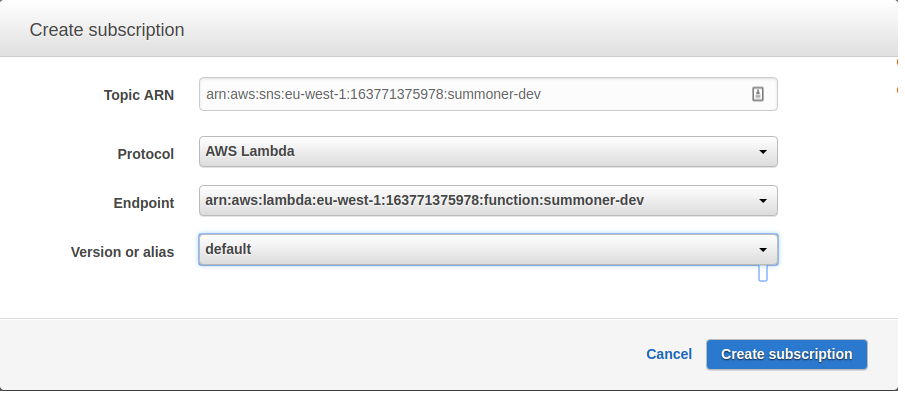 Create subscription
Topic ARN arn:aws:sns:eu-west-1:163771375978:summoner-dev
Protocol AWS Lambda
Endpoint arn:aws:lambda:eu-west-1:163771375978:function:summoner-dev
Version or alias default
Cancel Create subscription